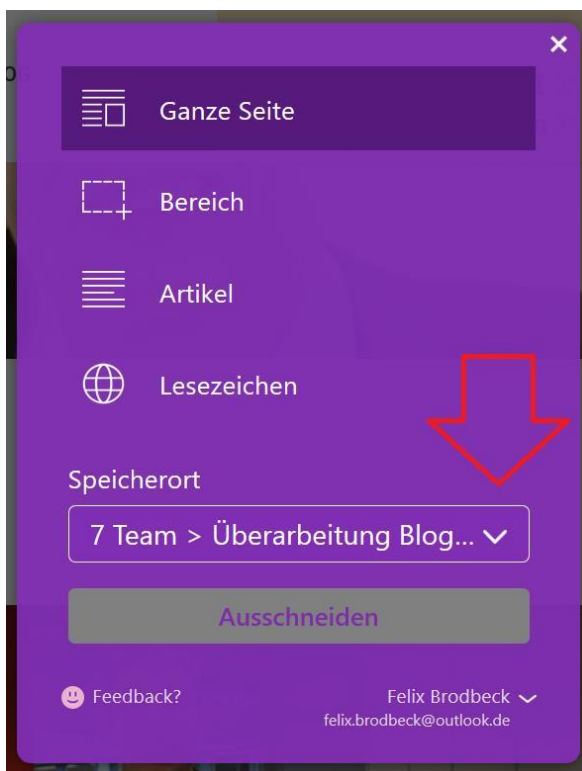 Ganze Seite
Bereich
Artikel
Lesezeichen
Speicherort
7 Team > Überarbeitung Blog...
Ausschneiden
Feedback?
Felix Brodbeck
felix.brodbeck@outlook.de